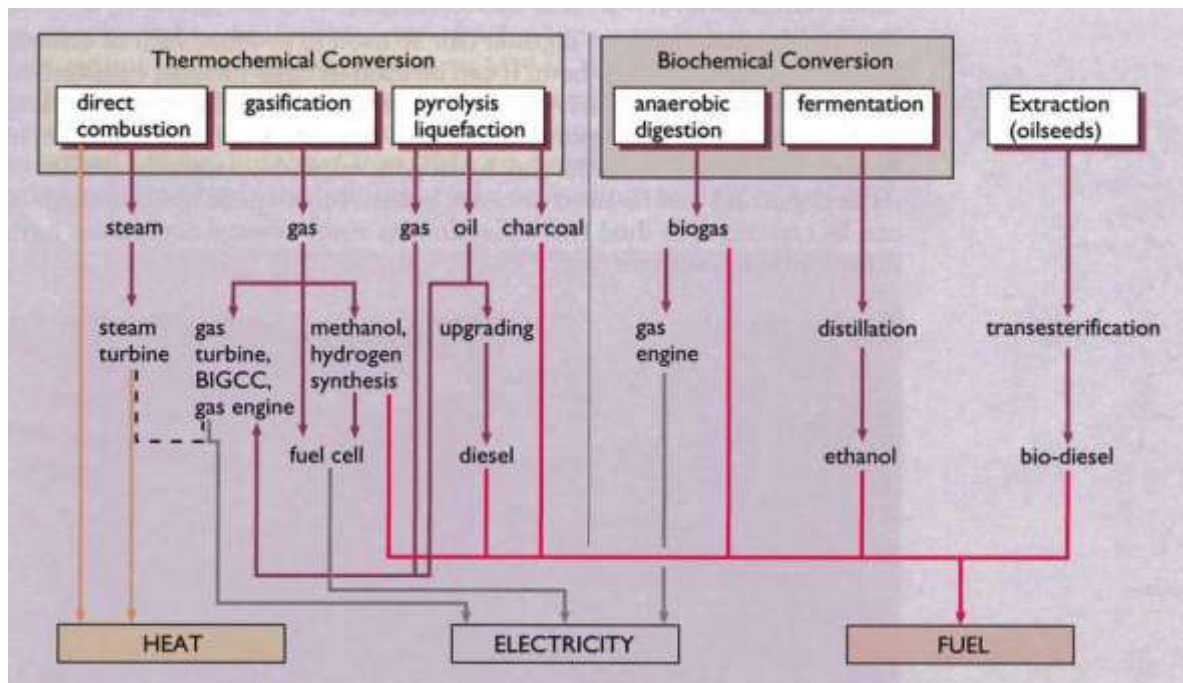 Thermochemical Conversion
Biochemical Conversion
direct
combustion
gasification
pyrolysis
liquefaction
anaerobic
digestion
fermentation
Extraction
(oilseeds)
steam
gas
gas
oil
charcoal
biogas
steam
turbine
gas
turbine,
BIGCC,
gas engine
methanol,
hydrogen
synthesis
upgrading
gas
engine
distillation
transesterification
fuel cell
diesel
ethanol
bio-diesel
HEAT
ELECTRICITY
FUEL